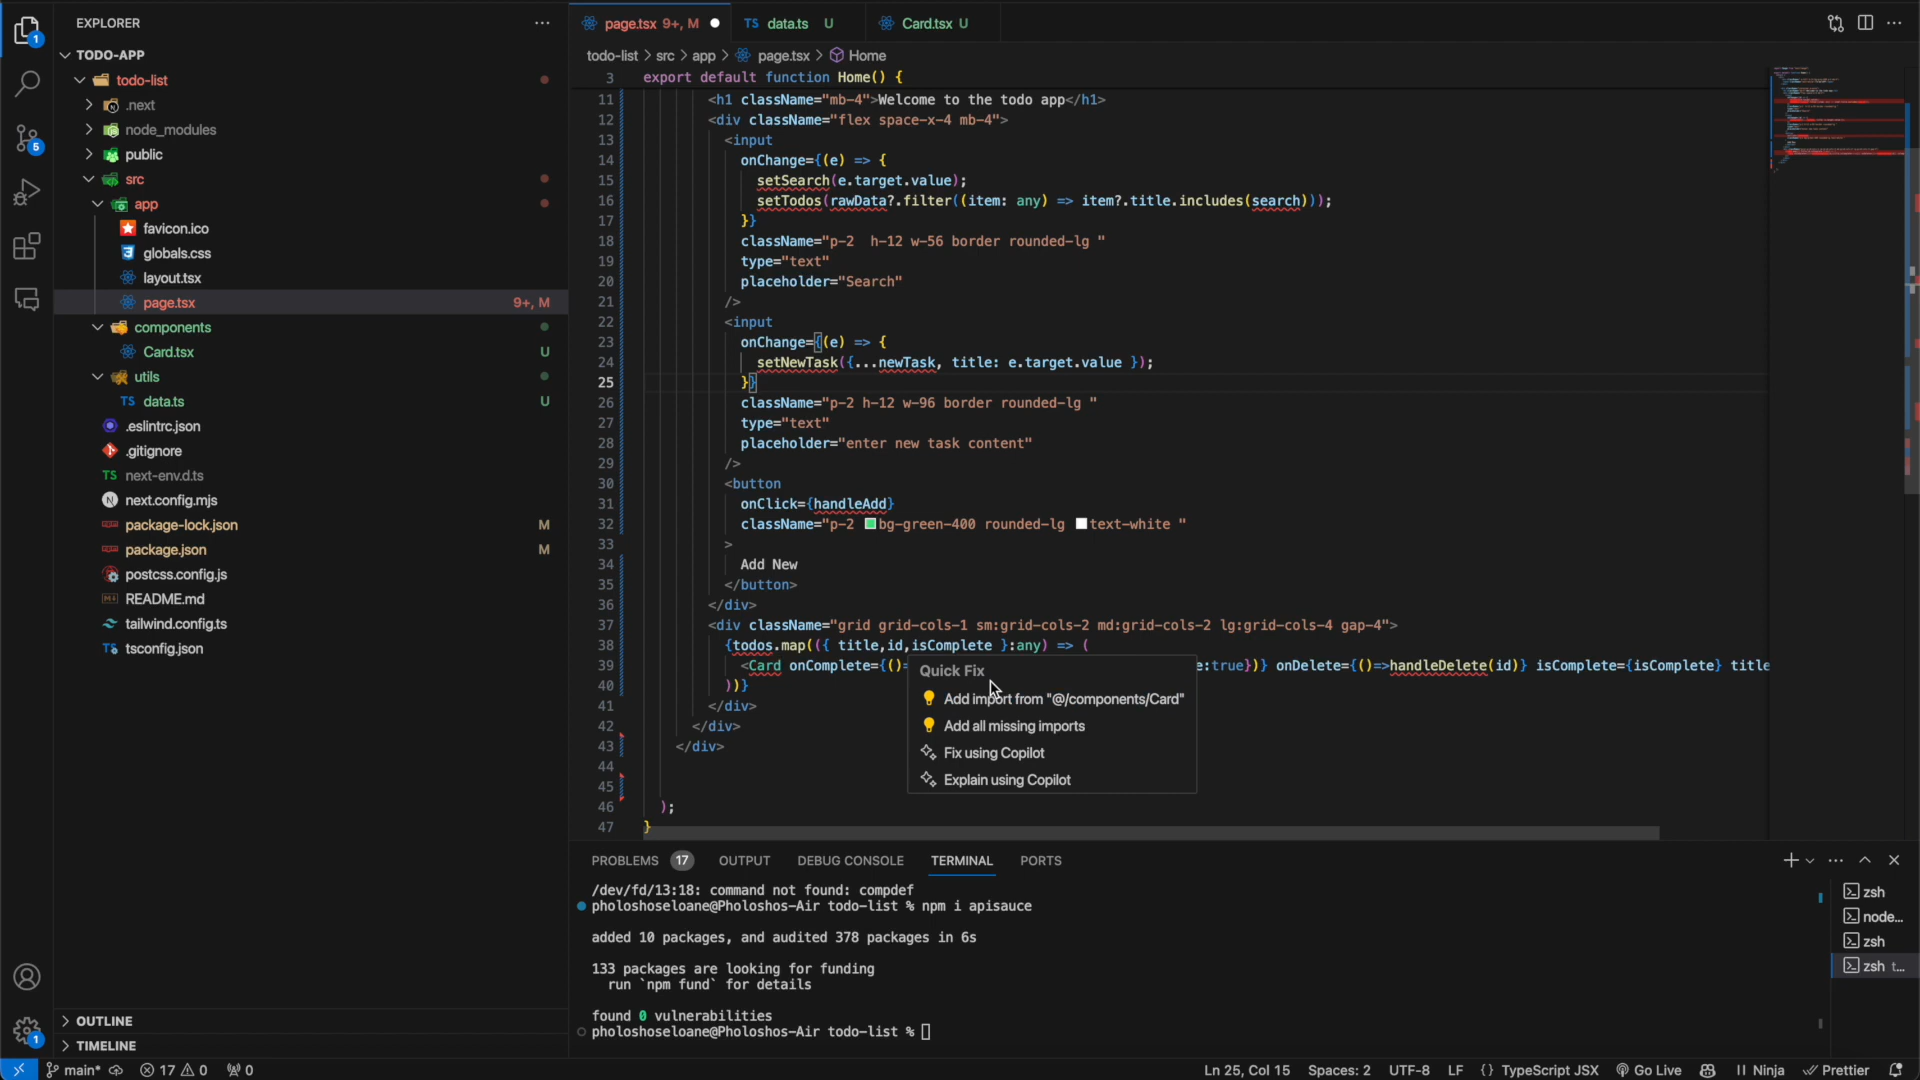 EXPLORER
TODO-APP
todo-list
.next
node_modules
public
src
app
favicon.ico
globals.css
layout.tsx
page.tsx 9+, M
components
Card.tsx U
utils
data.ts U
.eslintrc.json
.gitignore
next-env.d.ts
next.config.mjs
package-lock.json M
package.json M
postcss.config.js
README.md
tailwind.config.ts
tsconfig.json
OUTLINE
TIMELINE
page.tsx 9+, M
TS data.ts U
Card.tsx U
todo-list > src > app > page.tsx > Home
3 export default function Home() {
11 <h1 className="mb-4">Welcome to the todo app</h1>
12 <div className="flex space-x-4 mb-4">
13 <input
14 onChange={(e) => {
15 setSearch(e.target.value);
16 setTodos(rawData?.filter((item: any) => item?.title.includes(search)));
17 }}
18 className="p-2  h-12 w-56 border rounded-lg "
19 type="text"
20 placeholder="Search"
21 />
22 <input
23 onChange={(e) => {
24 setNewTask({...newTask, title: e.target.value });
25 }}
26 className="p-2 h-12 w-96 border rounded-lg "
27 type="text"
28 placeholder="enter new task content"
29 />
30 <button
31 onClick={handleAdd}
32 className="p-2 bg-green-400 rounded-lg text-white "
33 >
34 Add New
35 </button>
36 </div>
37 <div className="grid grid-cols-1 sm:grid-cols-2 md:grid-cols-2 lg:grid-cols-4 gap-4">
38 {todos.map(({ title,id,isComplete }:any) => (
39 <Card onComplete={()= e:true})} onDelete={()=>handleDelete(id)} isComplete={isComplete} title
40 ))}
41 </div>
42 </div>
43 </div>
44
45
46 );
47 }
Quick Fix
Add import from "@/components/Card"
Add all missing imports
Fix using Copilot
Explain using Copilot
PROBLEMS 17 OUTPUT DEBUG CONSOLE TERMINAL PORTS
/dev/fd/13:18: command not found: compdef
pholoshoseloane@Pholoshos-Air todo-list % npm i apisauce
added 10 packages, and audited 378 packages in 6s
133 packages are looking for funding
run `npm fund` for details
found 0 vulnerabilities
pholoshoseloane@Pholoshos-Air todo-list %
zsh
node...
zsh
zsh t...
1
5
1
main* 17 0 0
Ln 25, Col 15 Spaces: 2 UTF-8 LF {} TypeScript JSX Go Live Ninja Prettier